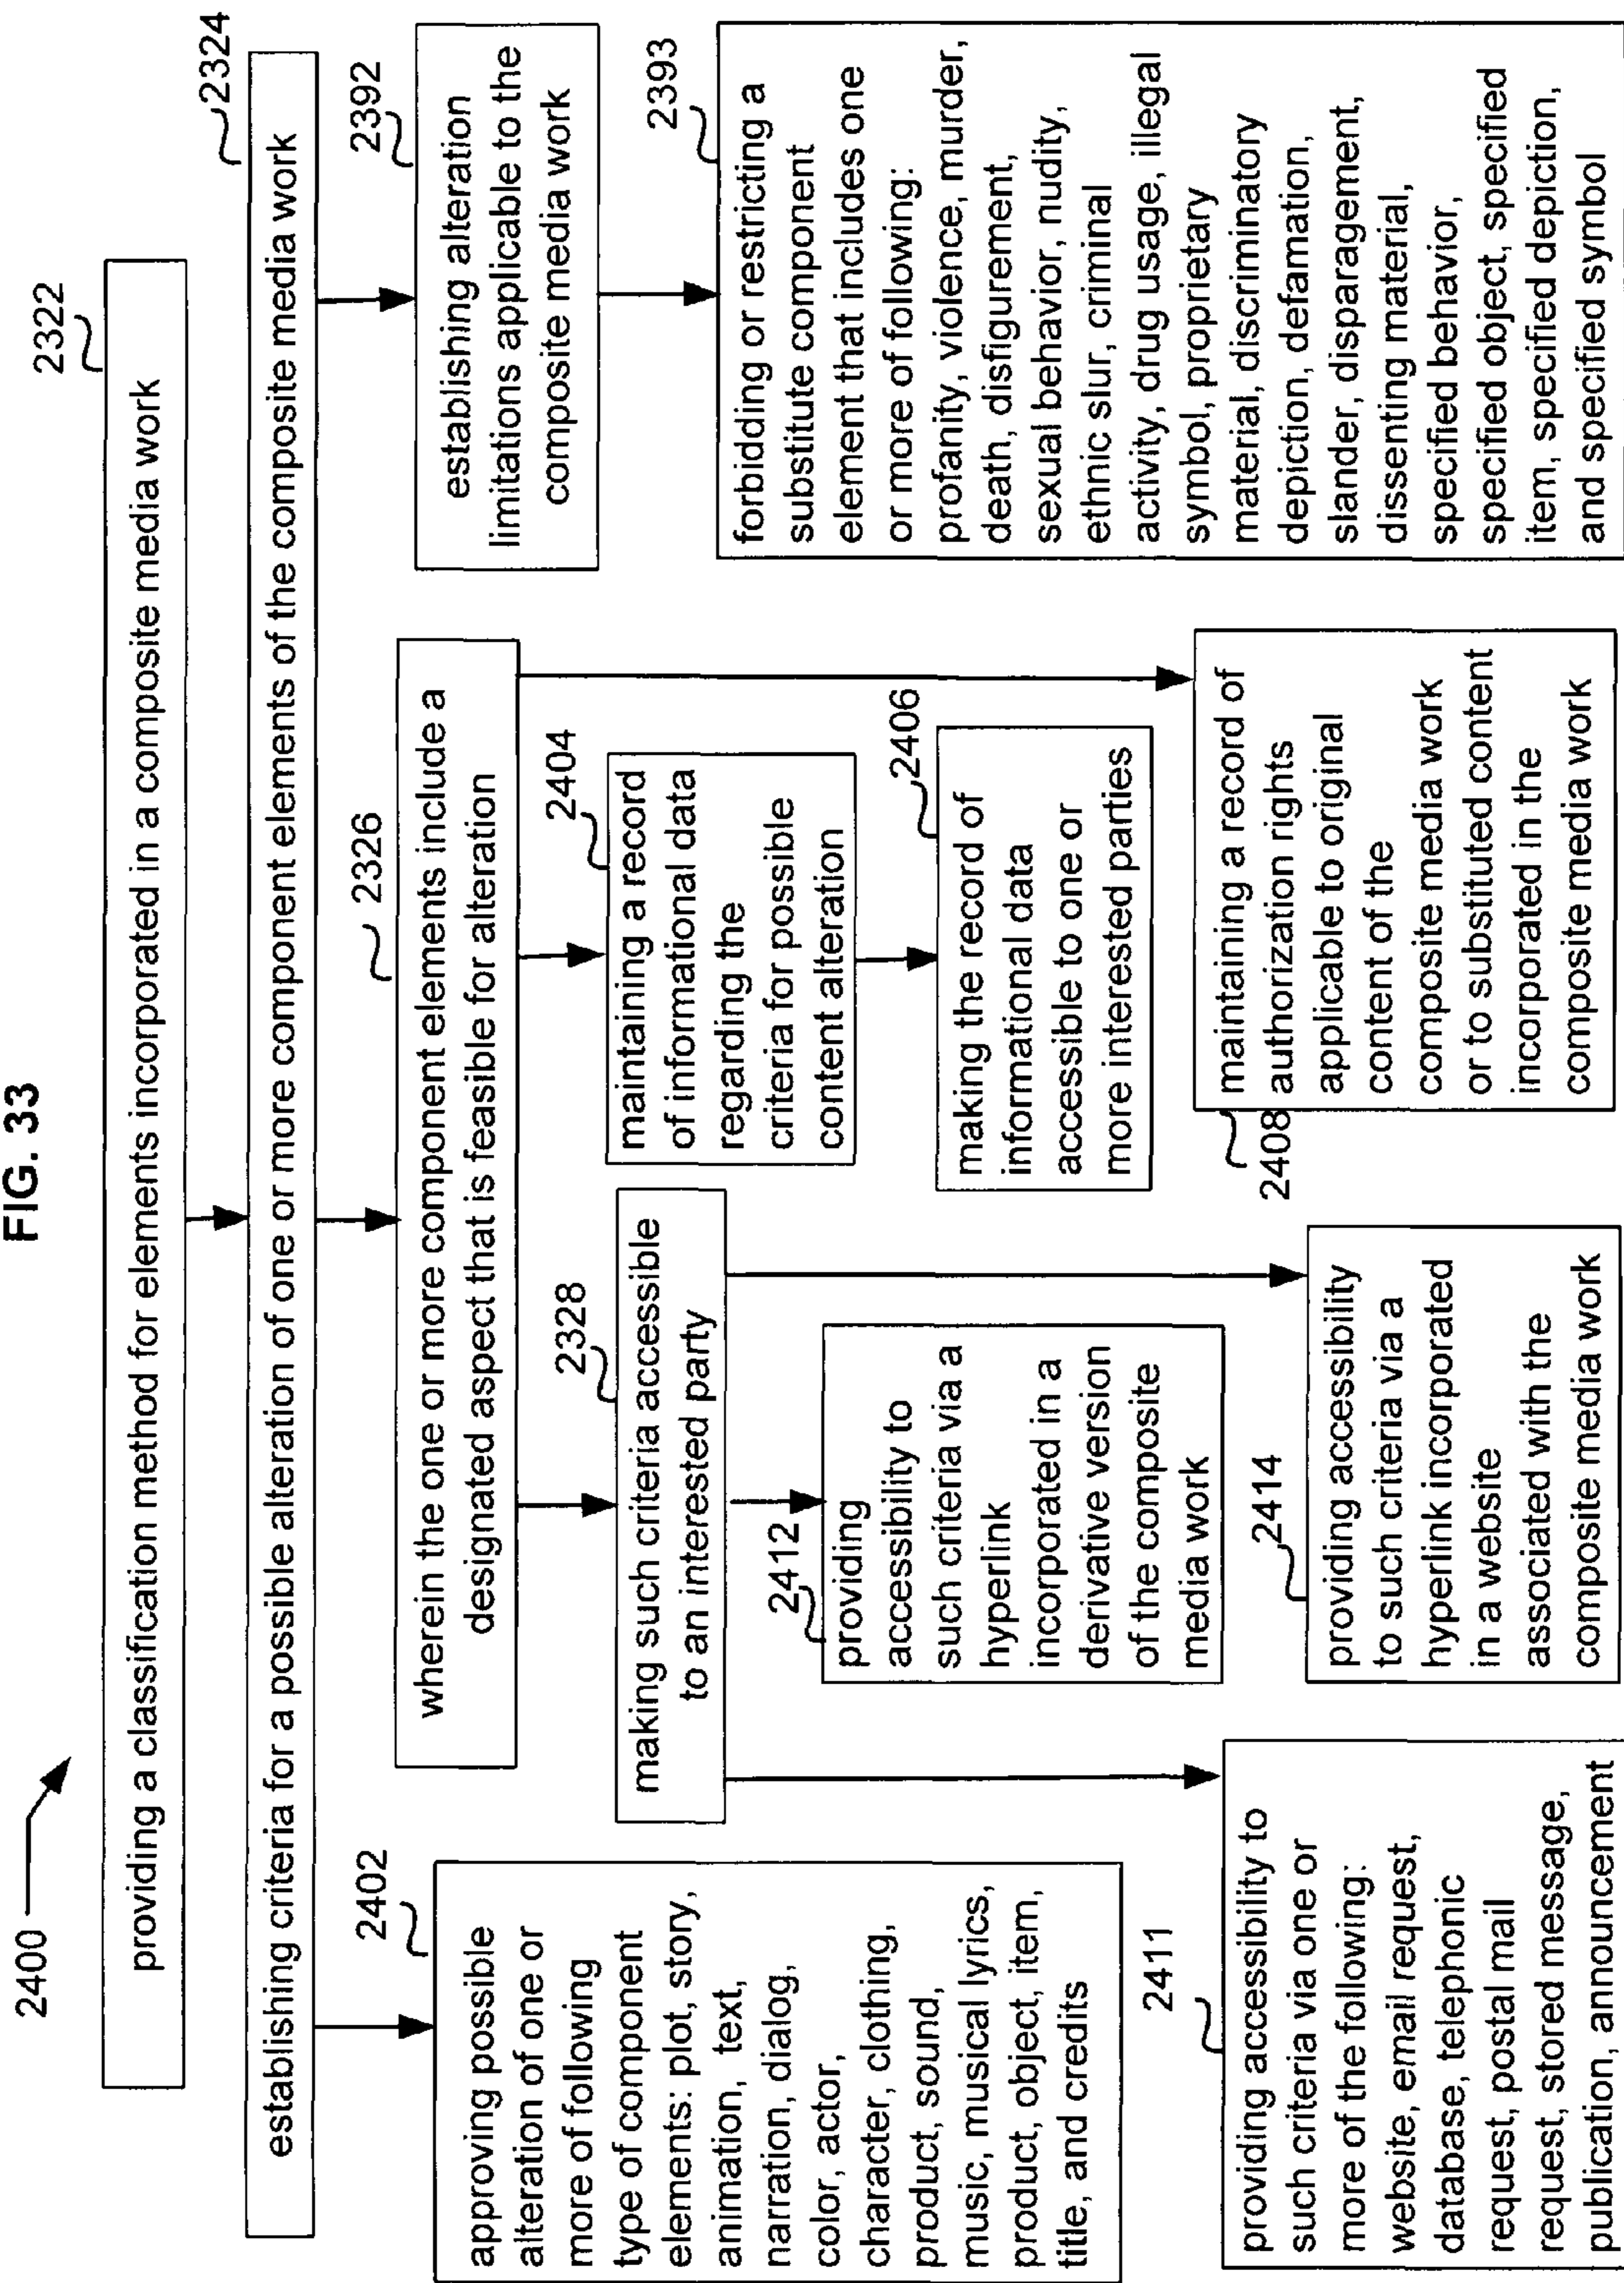 FIG. 33
2400
2322
providing a classification method for elements incorporated in a composite media work
2324
establishing criteria for a possible alteration of one or more component elements of the composite media work
2402
approving possible
alteration of one or
more of following
type of component
elements: plot, story,
animation, text,
narration, dialog,
color, actor,
character, clothing,
product, sound,
music, musical lyrics,
product, object, item,
title, and credits
2326
wherein the one or more component elements include a
designated aspect that is feasible for alteration
2392
establishing alteration
limitations applicable to the
composite media work
2393
forbidding or restricting a
substitute component
element that includes one
or more of following:
profanity, violence, murder,
death, disfigurement,
sexual behavior, nudity,
ethnic slur, criminal
activity, drug usage, illegal
symbol, proprietary
material, discriminatory
depiction, defamation,
slander, disparagement,
dissenting material,
specified behavior,
specified object, specified
item, specified depiction,
and specified symbol
2328
making such criteria accessible
to an interested party
2404
maintaining a record
of informational data
regarding the
criteria for possible
content alteration
2406
making the record of
informational data
accessible to one or
more interested parties
2408
maintaining a record of
authorization rights
applicable to original
content of the
composite media work
or to substituted content
incorporated in the
composite media work
2412
providing
accessibility to
such criteria via a
hyperlink
incorporated in a
derivative version
of the composite
media work
2411
providing accessibility to
such criteria via one or
more of the following:
website, email request,
database, telephonic
request, postal mail
request, stored message,
publication, announcement
2414
providing accessibility
to such criteria via a
hyperlink incorporated
in a website
associated with the
composite media work